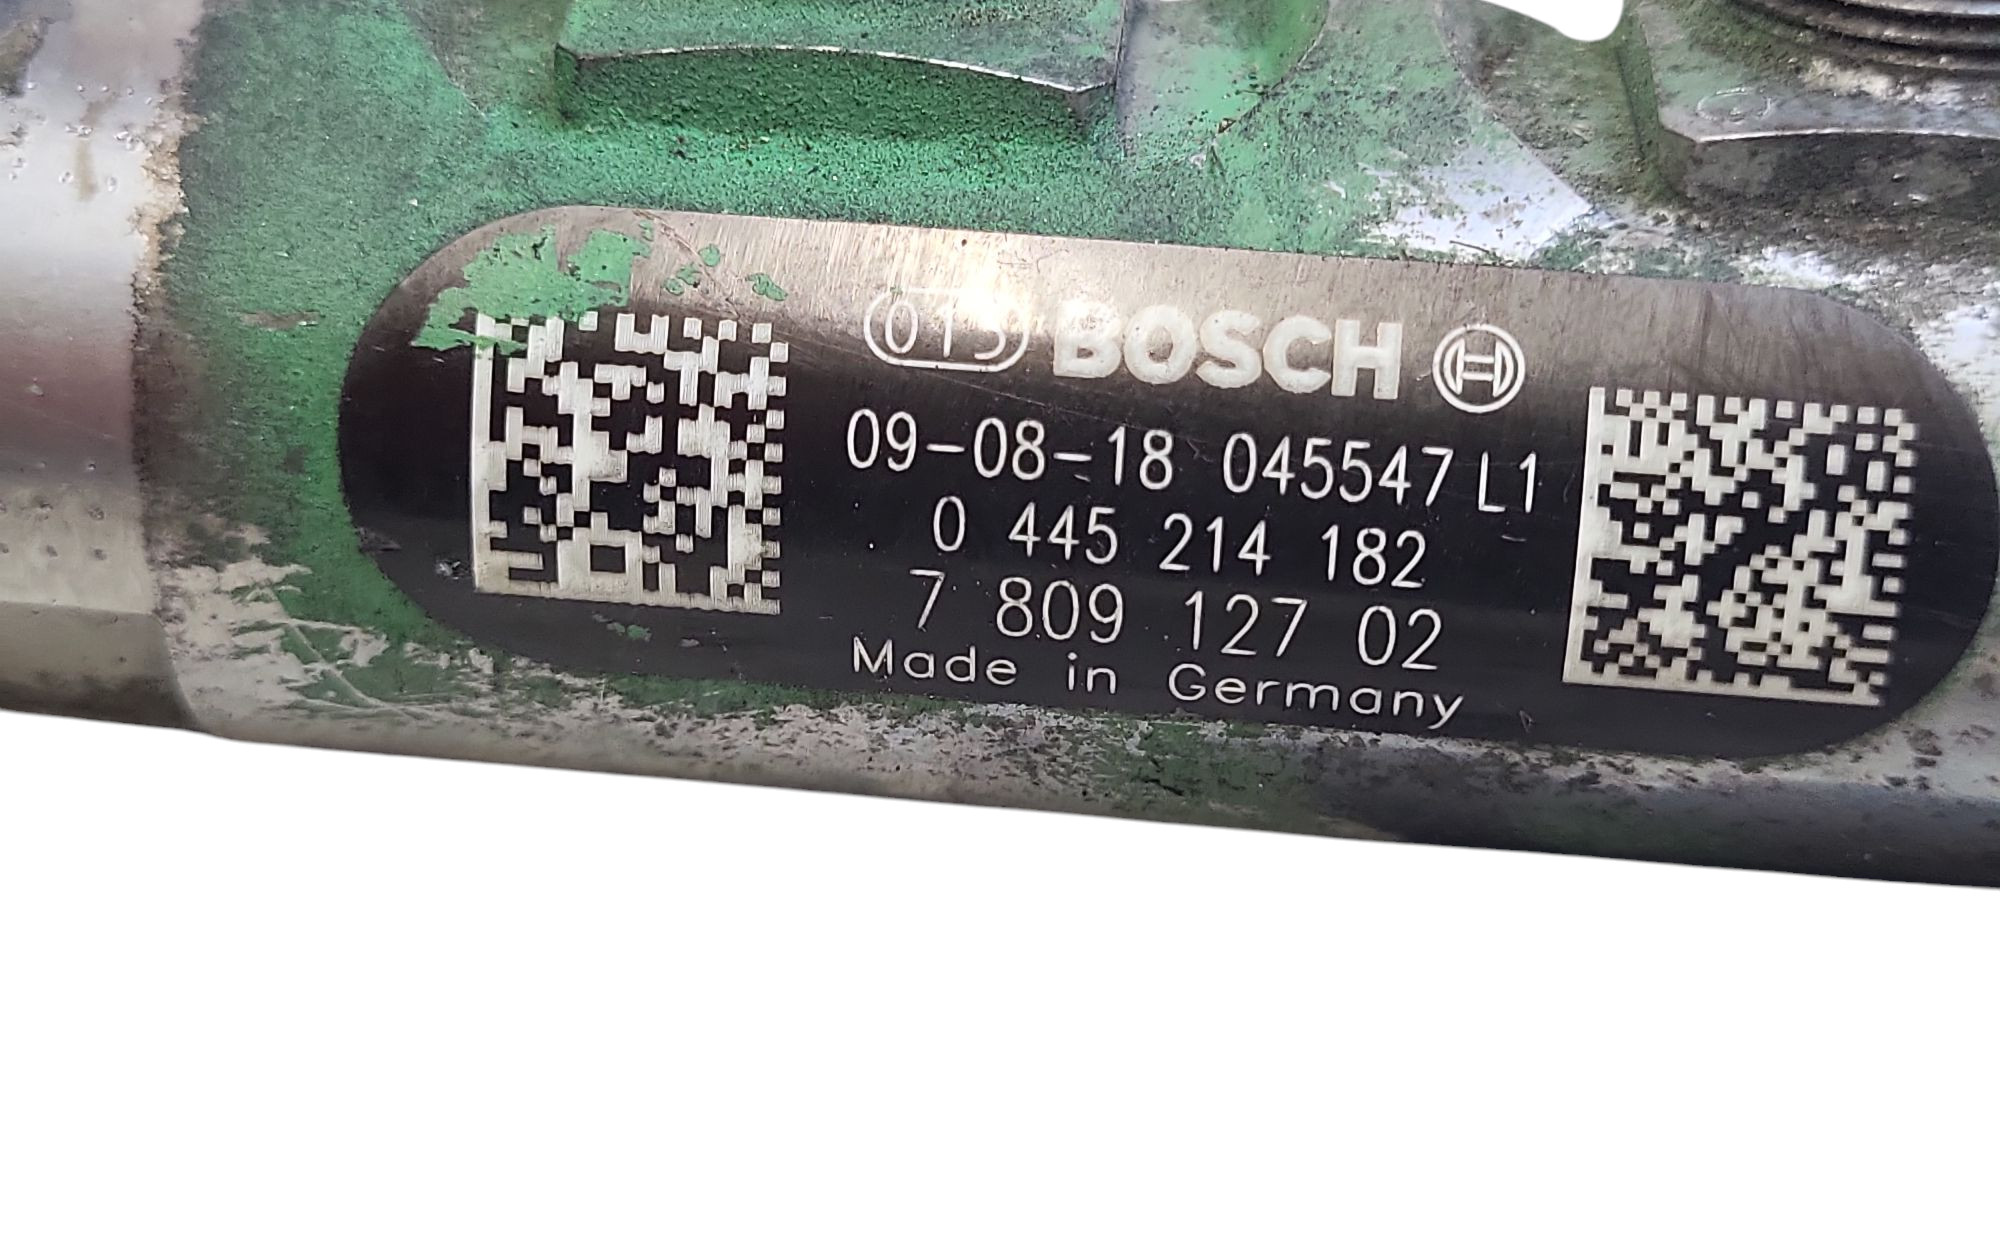 015 BOSCH
09-08-18 045547 L1
0 445 214 182
7 809 127 02
Made in Germany